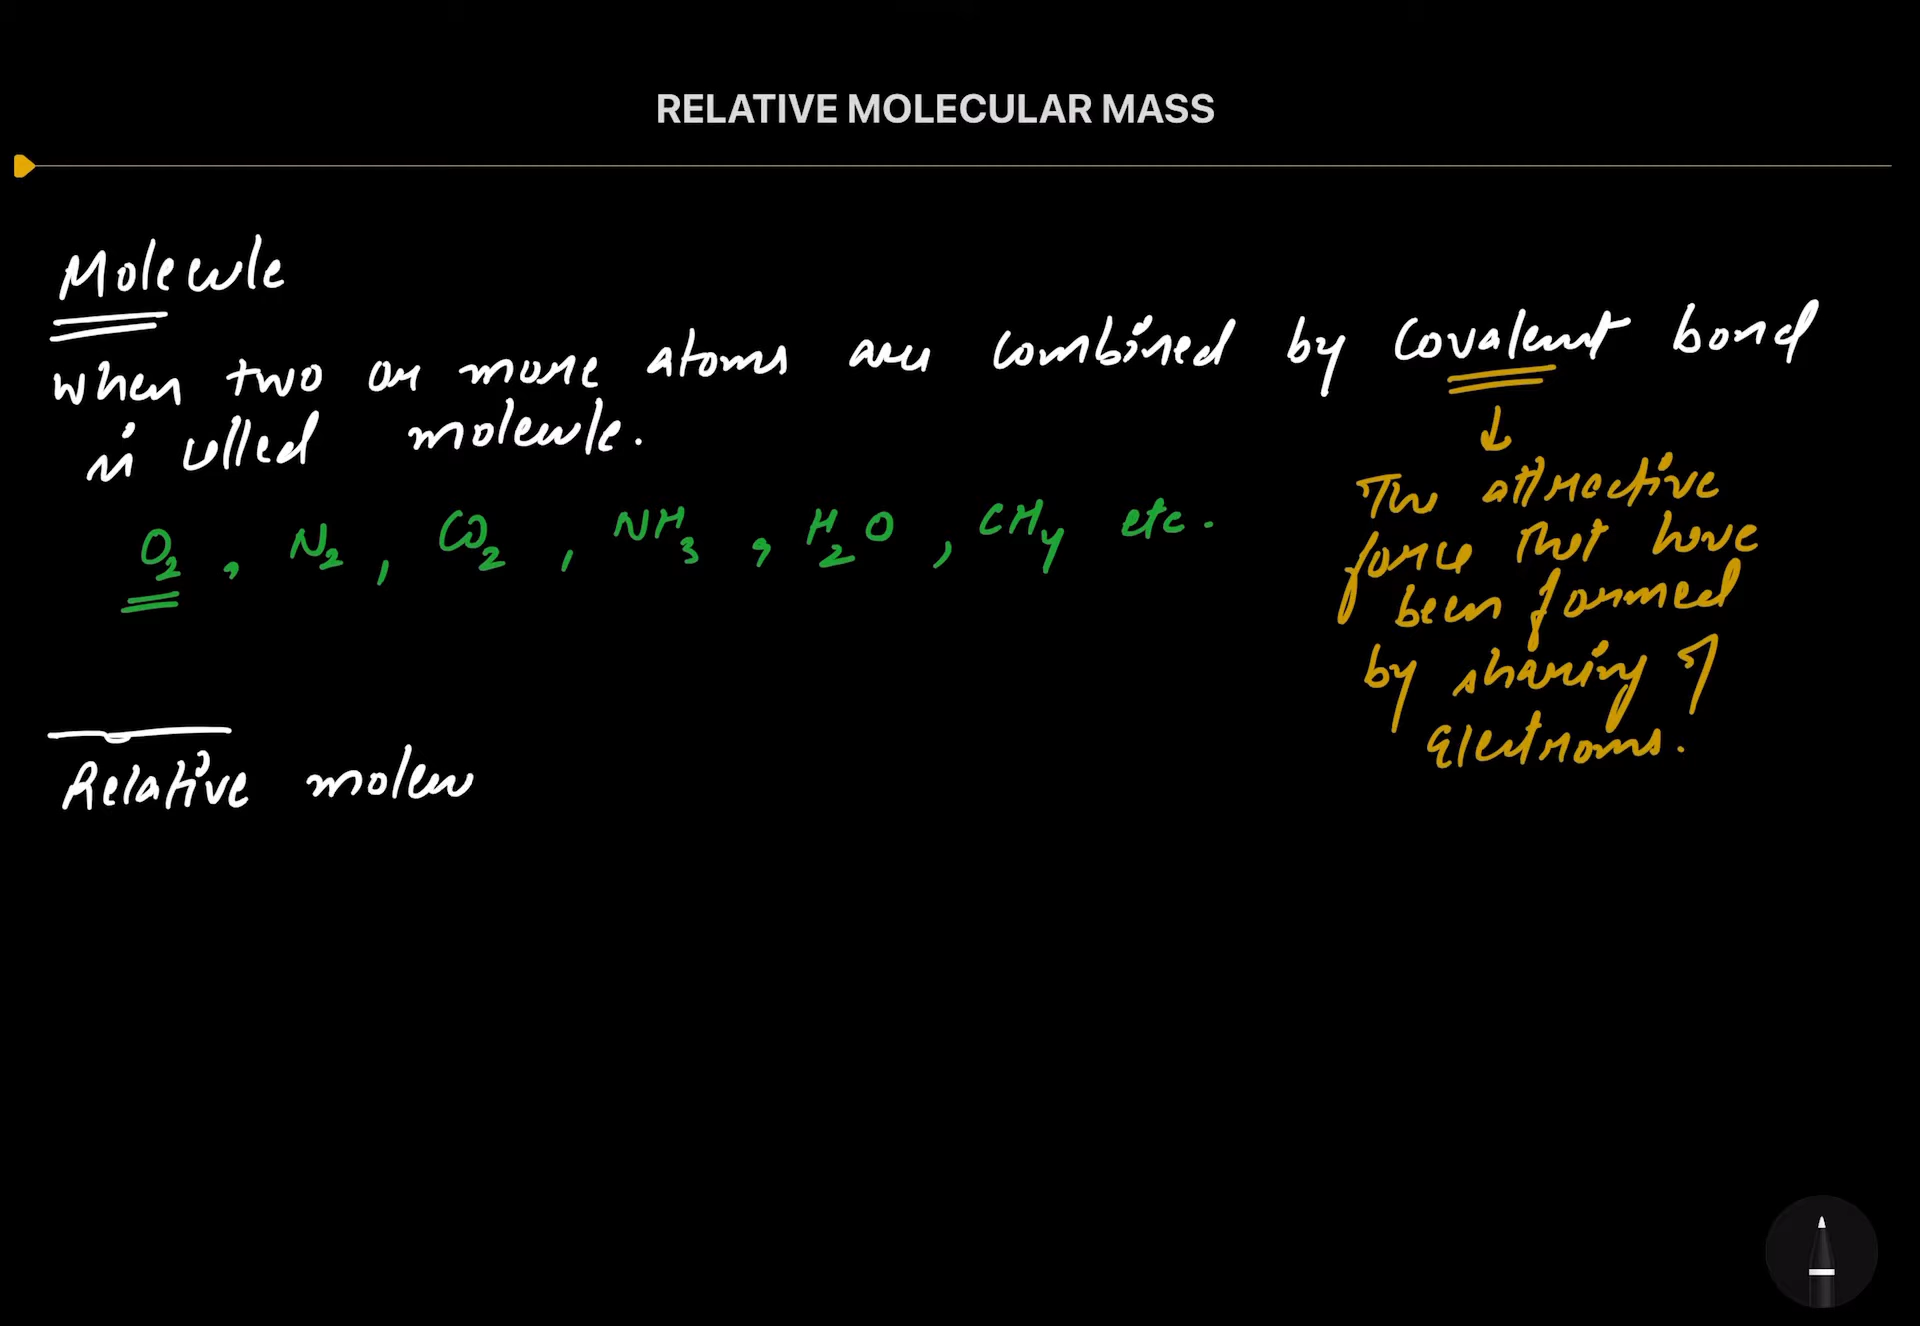 RELATIVE MOLECULAR MASS
Molecule
When two or more atoms are combined by Covalent bond
is called molecule.
O₂, N₂, CO₂, NH₃, H₂O, CH₄ etc.
The attractive
force that have
been formed
by sharing of
Electrons.
Relative molecu